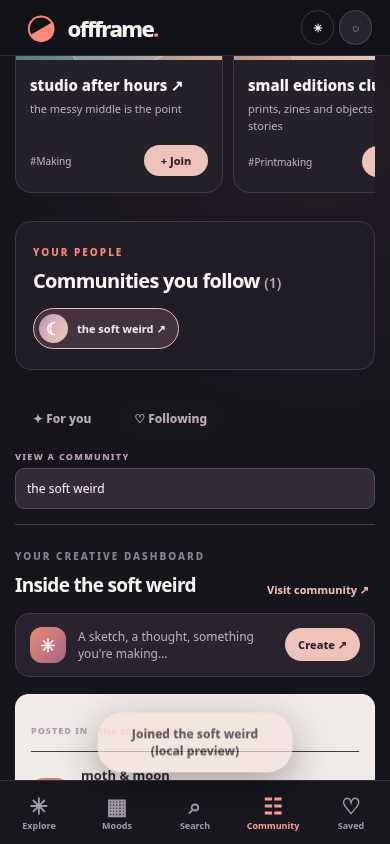 offframe.
studio after hours ↗
the messy middle is the point
#Making
+ Join
small editions clu
prints, zines and objects
stories
#Printmaking
YOUR PEOPLE
Communities you follow (1)
the soft weird ↗
✦ For you
♡ Following
VIEW A COMMUNITY
the soft weird
YOUR CREATIVE DASHBOARD
Inside the soft weird
Visit community ↗
A sketch, a thought, something
you're making...
Create ↗
POSTED IN
Joined the soft weird
(local preview)
moth & moon
Explore
Moods
Search
Community
Saved